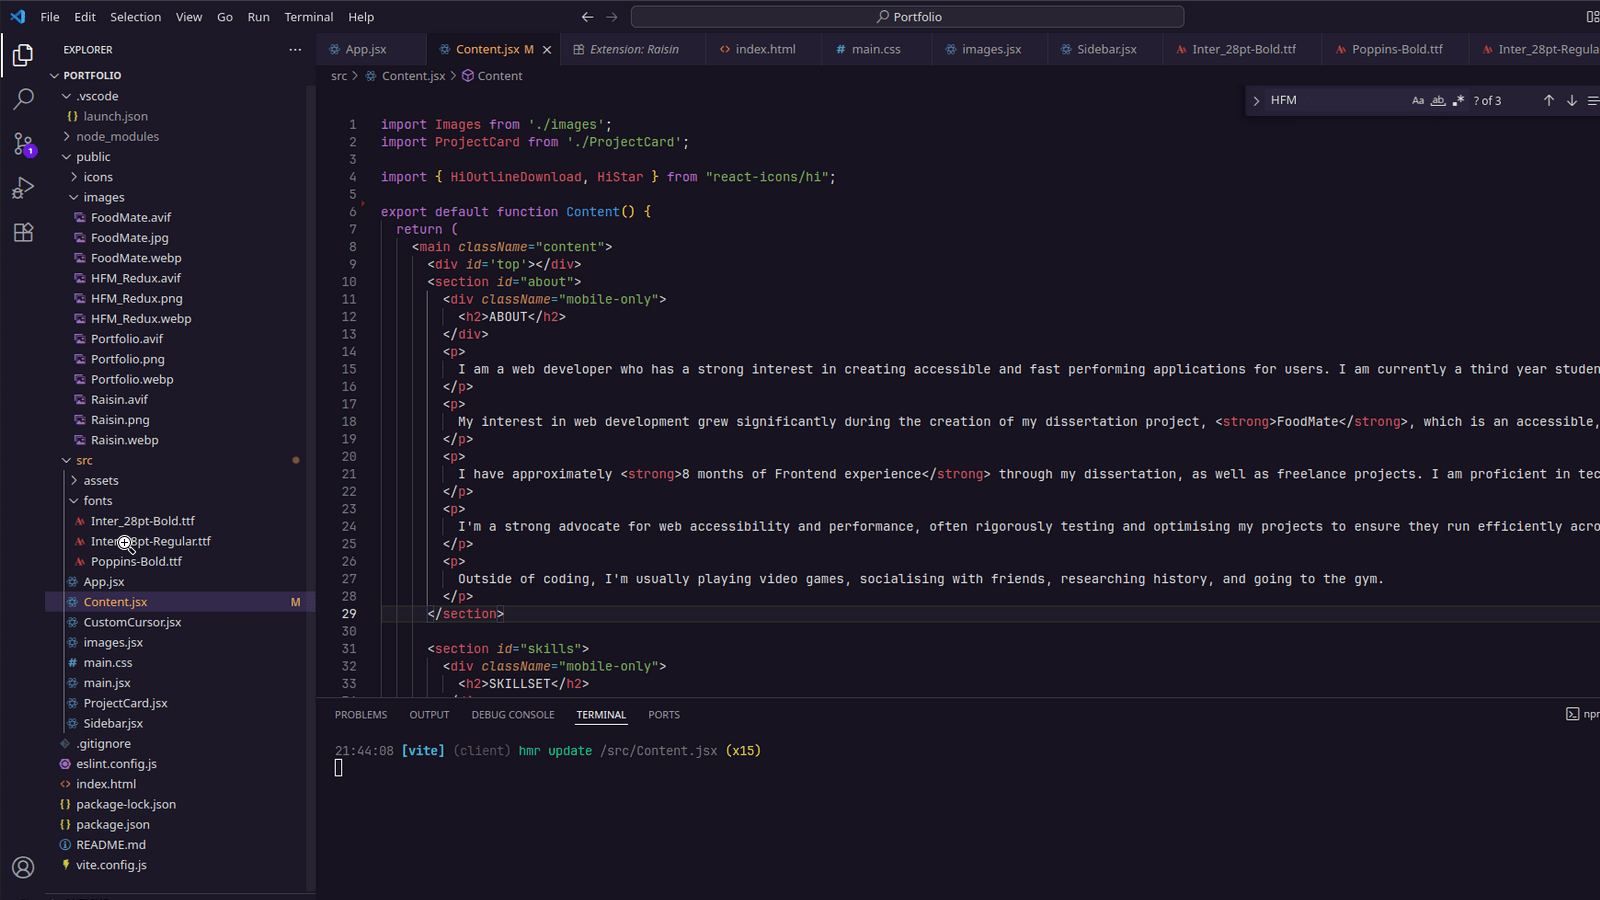 File Edit Selection View Go Run Terminal Help
Portfolio
EXPLORER
PORTFOLIO
.vscode
launch.json
node_modules
public
icons
images
FoodMate.avif
FoodMate.jpg
FoodMate.webp
HFM_Redux.avif
HFM_Redux.png
HFM_Redux.webp
Portfolio.avif
Portfolio.png
Portfolio.webp
Raisin.avif
Raisin.png
Raisin.webp
src
assets
fonts
Inter_28pt-Bold.ttf
Inter_28pt-Regular.ttf
Poppins-Bold.ttf
App.jsx
Content.jsx M
CustomCursor.jsx
images.jsx
main.css
main.jsx
ProjectCard.jsx
Sidebar.jsx
.gitignore
eslint.config.js
index.html
package-lock.json
package.json
README.md
vite.config.js
1
App.jsx Content.jsx M Extension: Raisin index.html main.css images.jsx Sidebar.jsx Inter_28pt-Bold.ttf Poppins-Bold.ttf Inter_28pt-Regula
src > Content.jsx > Content
HFM Aa ab .* ? of 3
1 import Images from './images';
2 import ProjectCard from './ProjectCard';
3
4 import { HiOutlineDownload, HiStar } from "react-icons/hi";
5
6 export default function Content() {
7 return (
8 <main className="content">
9 <div id='top'></div>
10 <section id="about">
11 <div className="mobile-only">
12 <h2>ABOUT</h2>
13 </div>
14 <p>
15 I am a web developer who has a strong interest in creating accessible and fast performing applications for users. I am currently a third year studen
16 </p>
17 <p>
18 My interest in web development grew significantly during the creation of my dissertation project, <strong>FoodMate</strong>, which is an accessible,
19 </p>
20 <p>
21 I have approximately <strong>8 months of Frontend experience</strong> through my dissertation, as well as freelance projects. I am proficient in tec
22 </p>
23 <p>
24 I'm a strong advocate for web accessibility and performance, often rigorously testing and optimising my projects to ensure they run efficiently acro
25 </p>
26 <p>
27 Outside of coding, I'm usually playing video games, socialising with friends, researching history, and going to the gym.
28 </p>
29 </section>
30
31 <section id="skills">
32 <div className="mobile-only">
33 <h2>SKILLSET</h2>
PROBLEMS OUTPUT DEBUG CONSOLE TERMINAL PORTS
npr
21:44:08 [vite] (client) hmr update /src/Content.jsx (x15)